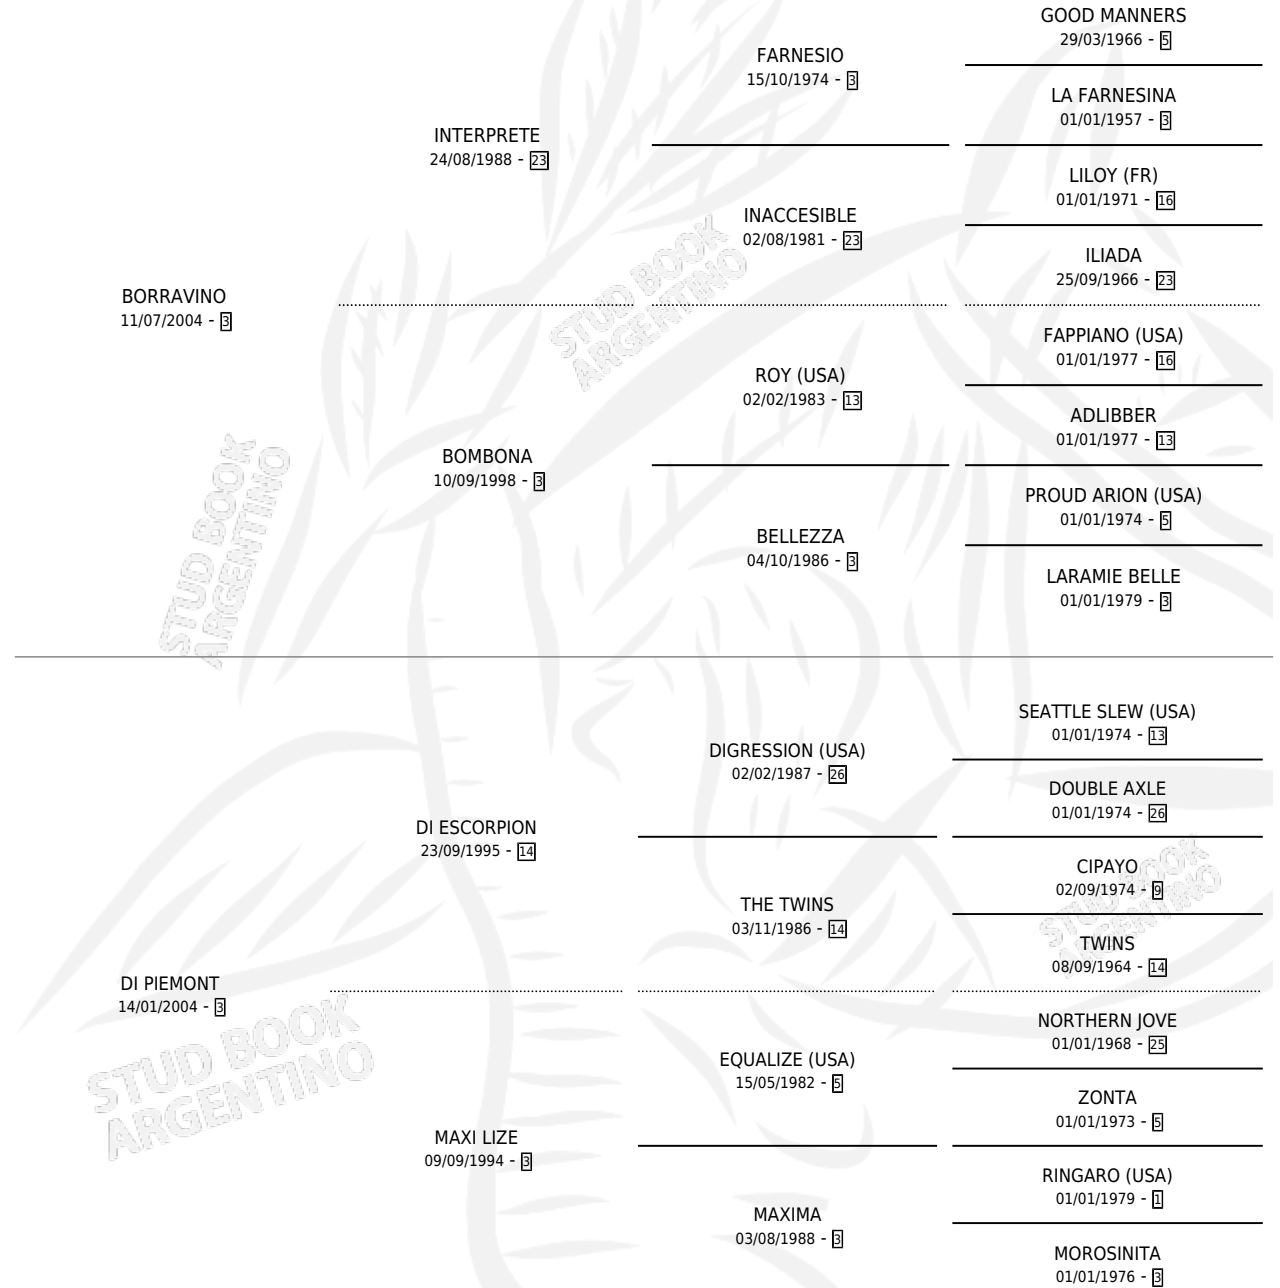 GOOD MANNERS
29/03/1966 - 5
FARNESIO
15/10/1974 - 3
LA FARNESINA
01/01/1957 - 3
INTERPRETE
24/08/1988 - 23
LILOY (FR)
01/01/1971 - 16
INACCESIBLE
02/08/1981 - 23
ILIADA
25/09/1966 - 23
BORRAVINO
11/07/2004 - 3
STUD BOOK
ARGENTINO
FAPPIANO (USA)
01/01/1977 - 16
ROY (USA)
02/02/1983 - 13
ADLIBBER
01/01/1977 - 13
BOMBONA
10/09/1998 - 3
PROUD ARION (USA)
01/01/1974 - 5
BELLEZZA
04/10/1986 - 3
LARAMIE BELLE
01/01/1979 - 3
STUD BOOK
ARGENTINO
SEATTLE SLEW (USA)
01/01/1974 - 13
DIGRESSION (USA)
02/02/1987 - 26
DOUBLE AXLE
01/01/1974 - 26
DI ESCORPION
23/09/1995 - 14
CIPAYO
02/09/1974 - 9
THE TWINS
03/11/1986 - 14
TWINS
08/09/1964 - 14
STUD BOOK
ARGENTINO
DI PIEMONT
14/01/2004 - 3
NORTHERN JOVE
01/01/1968 - 25
EQUALIZE (USA)
15/05/1982 - 5
ZONTA
01/01/1973 - 5
STUD BOOK
ARGENTINO
MAXI LIZE
09/09/1994 - 3
RINGARO (USA)
01/01/1979 - 1
MAXIMA
03/08/1988 - 3
MOROSINITA
01/01/1976 - 3